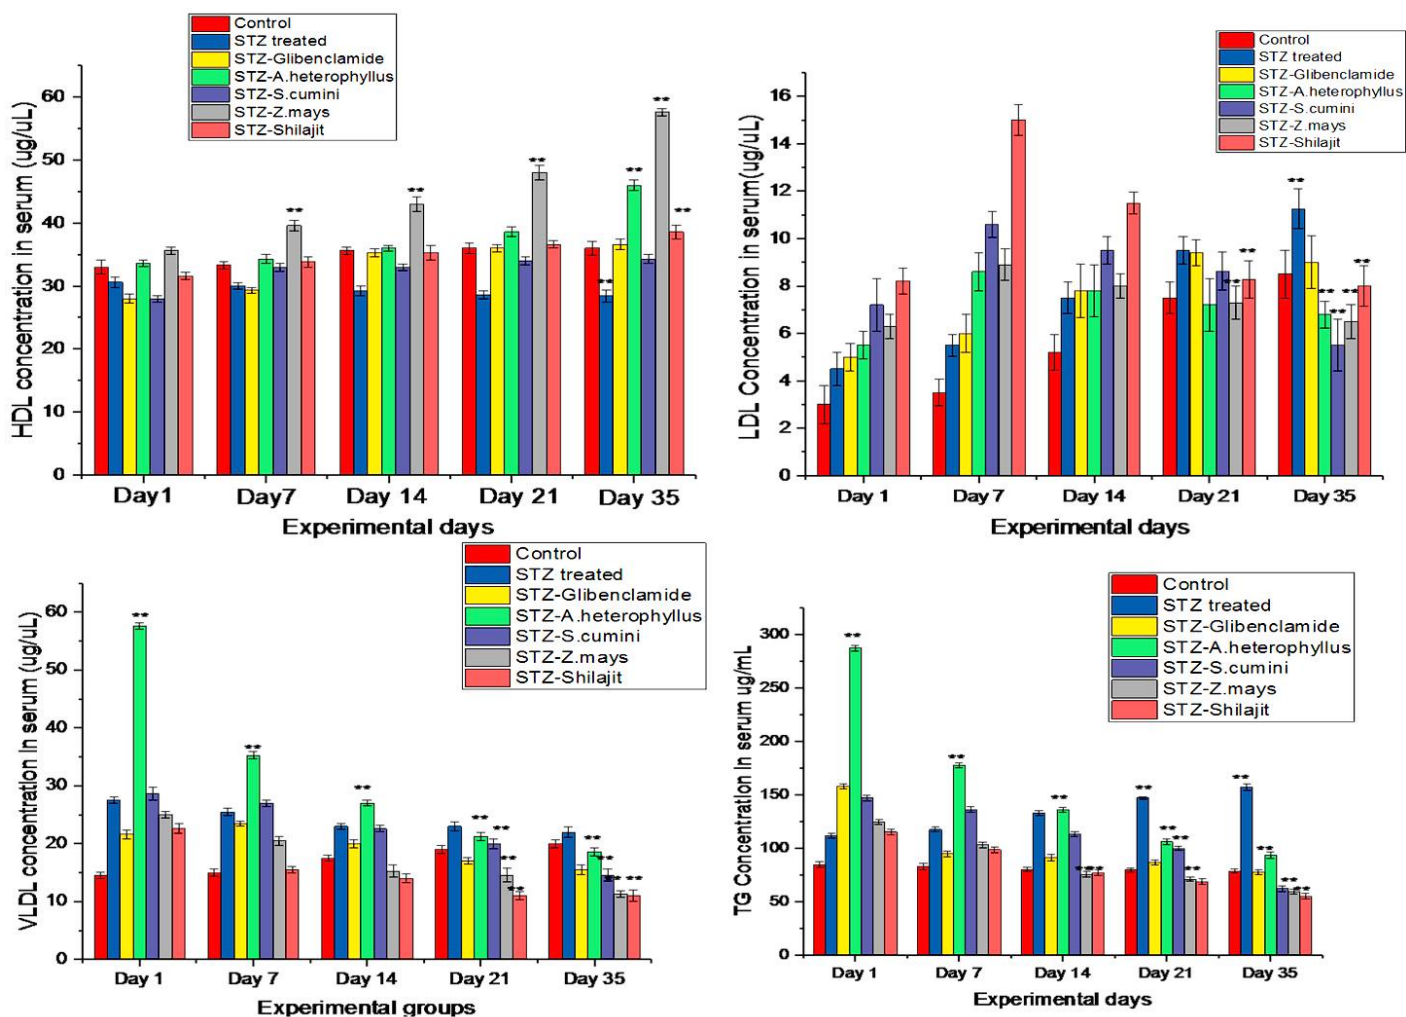 Control
STZ treated
STZ-Glibenclamide
STZ-A.heterophyllus
STZ-S.cumini
STZ-Z.mays
STZ-Shilajit
HDL concentration in serum (ug/uL)
60
50
40
30
20
10
0
** ** ** ** ** ** **
Day1 Day7 Day 14 Day 21 Day 35
Experimental days
Control
STZ treated
STZ-Glibenclamide
STZ-A.heterophyllus
STZ-S.cumini
STZ-Z.mays
STZ-Shilajit
LDL Concentration in serum(ug/uL)
16
14
12
10
8
6
4
2
0
** ** ** ** ** ** **
Day 1 Day 7 Day 14 Day 21 Day 35
Experimental days
Control
STZ treated
STZ-Glibenclamide
STZ-A.heterophyllus
STZ-S.cumini
STZ-Z.mays
STZ-Shilajit
VLDL concentration In serum (ug/uL)
60
50
40
30
20
10
0
** ** ** ** ** ** ** ** ** ** **
Day 1 Day 7 Day 14 Day 21 Day 35
Experimental groups
Control
STZ treated
STZ-Glibenclamide
STZ-A.heterophyllus
STZ-S.cumini
STZ-Z.mays
STZ-Shilajit
TG Concentration In serum ug/mL
300
250
200
150
100
50
0
** ** ** ** ** ** ** ** ** ** ** ** ** **
Day 1 Day 7 Day 14 Day 21 Day 35
Experimental days